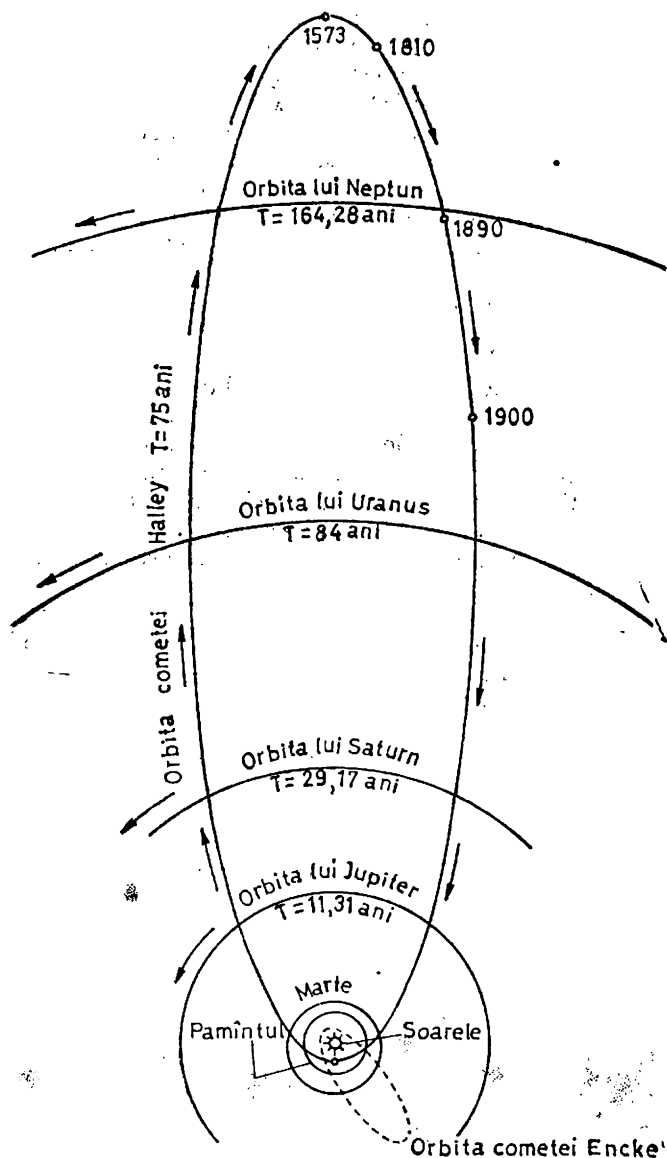 1573
1810
Orbita lui Neptun
T=164,28 ani
1890
1900
Orbita cometei Halley T=75 ani
Orbita lui Uranus
T=84 ani
Orbita lui Saturn
T=29,17 ani
Orbita lui Jupiter
T=11,31 ani
Marte
Pamîntul
Soarele
Orbita cometei Encke